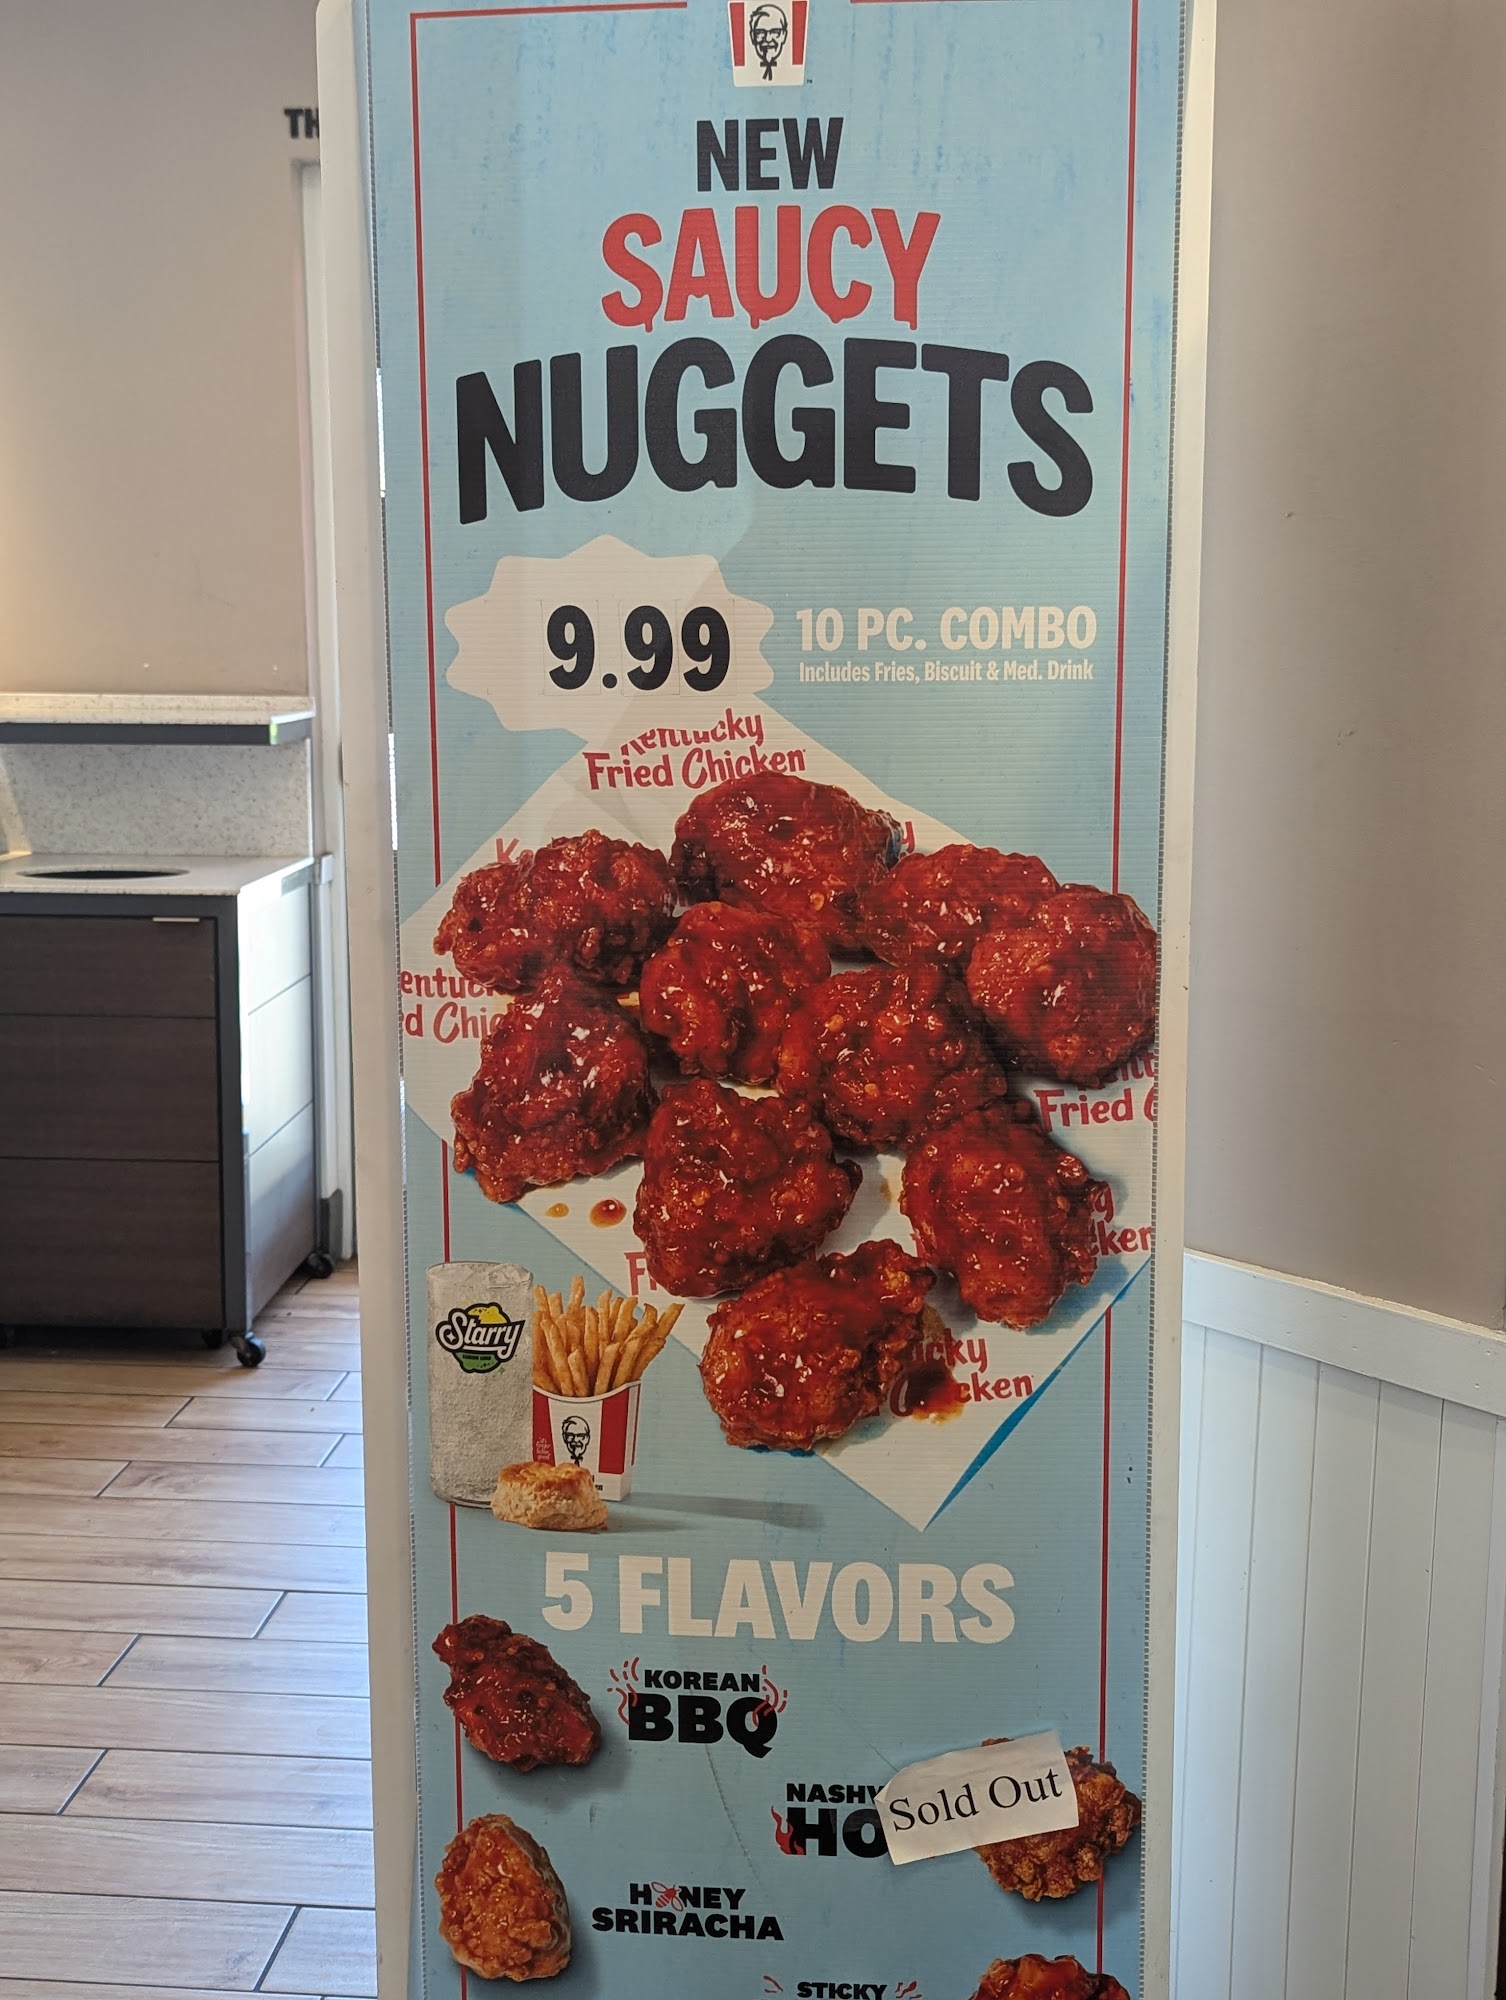 TH
NEW
SAUCY
NUGGETS
9.99
10 PC. COMBO
Includes Fries, Biscuit & Med. Drink
Kentucky
Fried Chicken
Starry
5 FLAVORS
KOREAN
BBQ
NASHV
HO
Sold Out
HONEY
SRIRACHA
STICKY